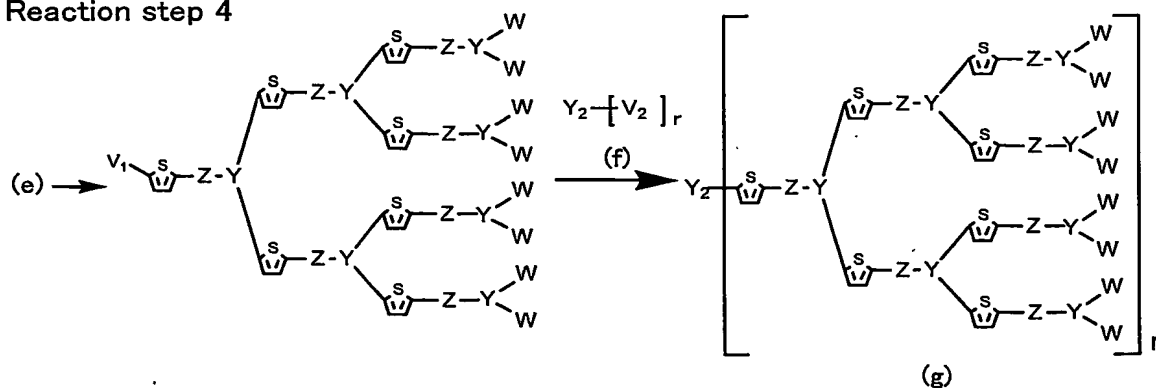 Reaction step 4
W
S Z-Y
W
S Z-Y
W
S Z-Y
W
(e) V₁ S Z-Y
W
S Z-Y
W
S Z-Y
W
S Z-Y
W
Y₂-[V₂]r
(f)
W
S Z-Y
W
S Z-Y
W
S Z-Y
W
Y₂ S Z-Y
W
S Z-Y
W
S Z-Y
W
S Z-Y
W
r
(g)